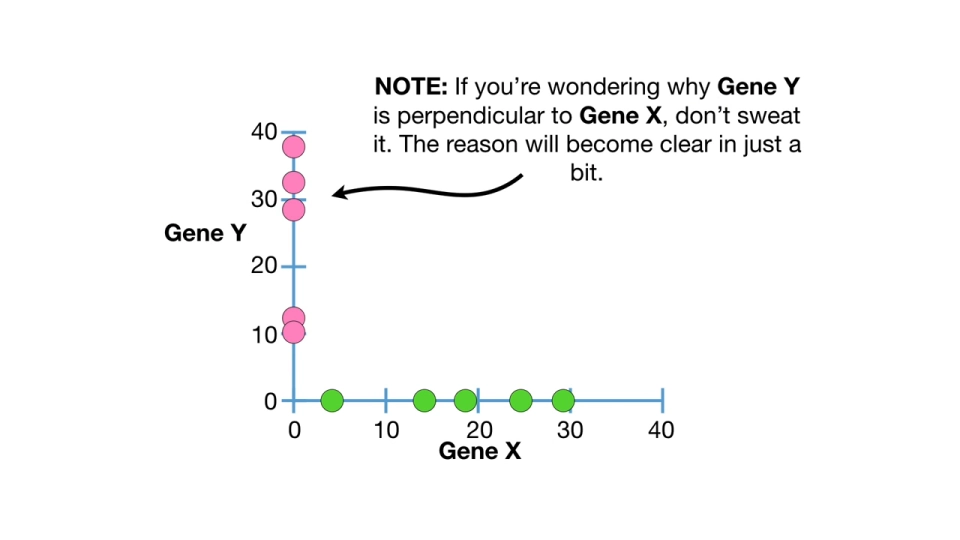 NOTE: If you’re wondering why Gene Y
is perpendicular to Gene X, don’t sweat
it. The reason will become clear in just a
bit.
40
30
Gene Y
20
10
0
0 10 20 30 40
Gene X